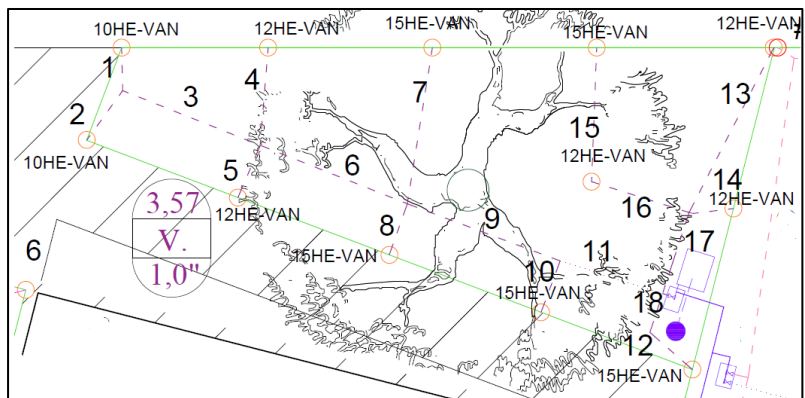 10HE-VAN 12HE-VAN 15HE-VAN 15HE-VAN 12HE-VAN
1 4 7 13
3
2 15
10HE-VAN
12HE-VAN
5 6 14
12HE-VAN 12HE-VAN
3,57 16
V.
1,0"
8 9 17
15HE-VAN
6 10 11
15HE-VAN 18
12
15HE-VAN